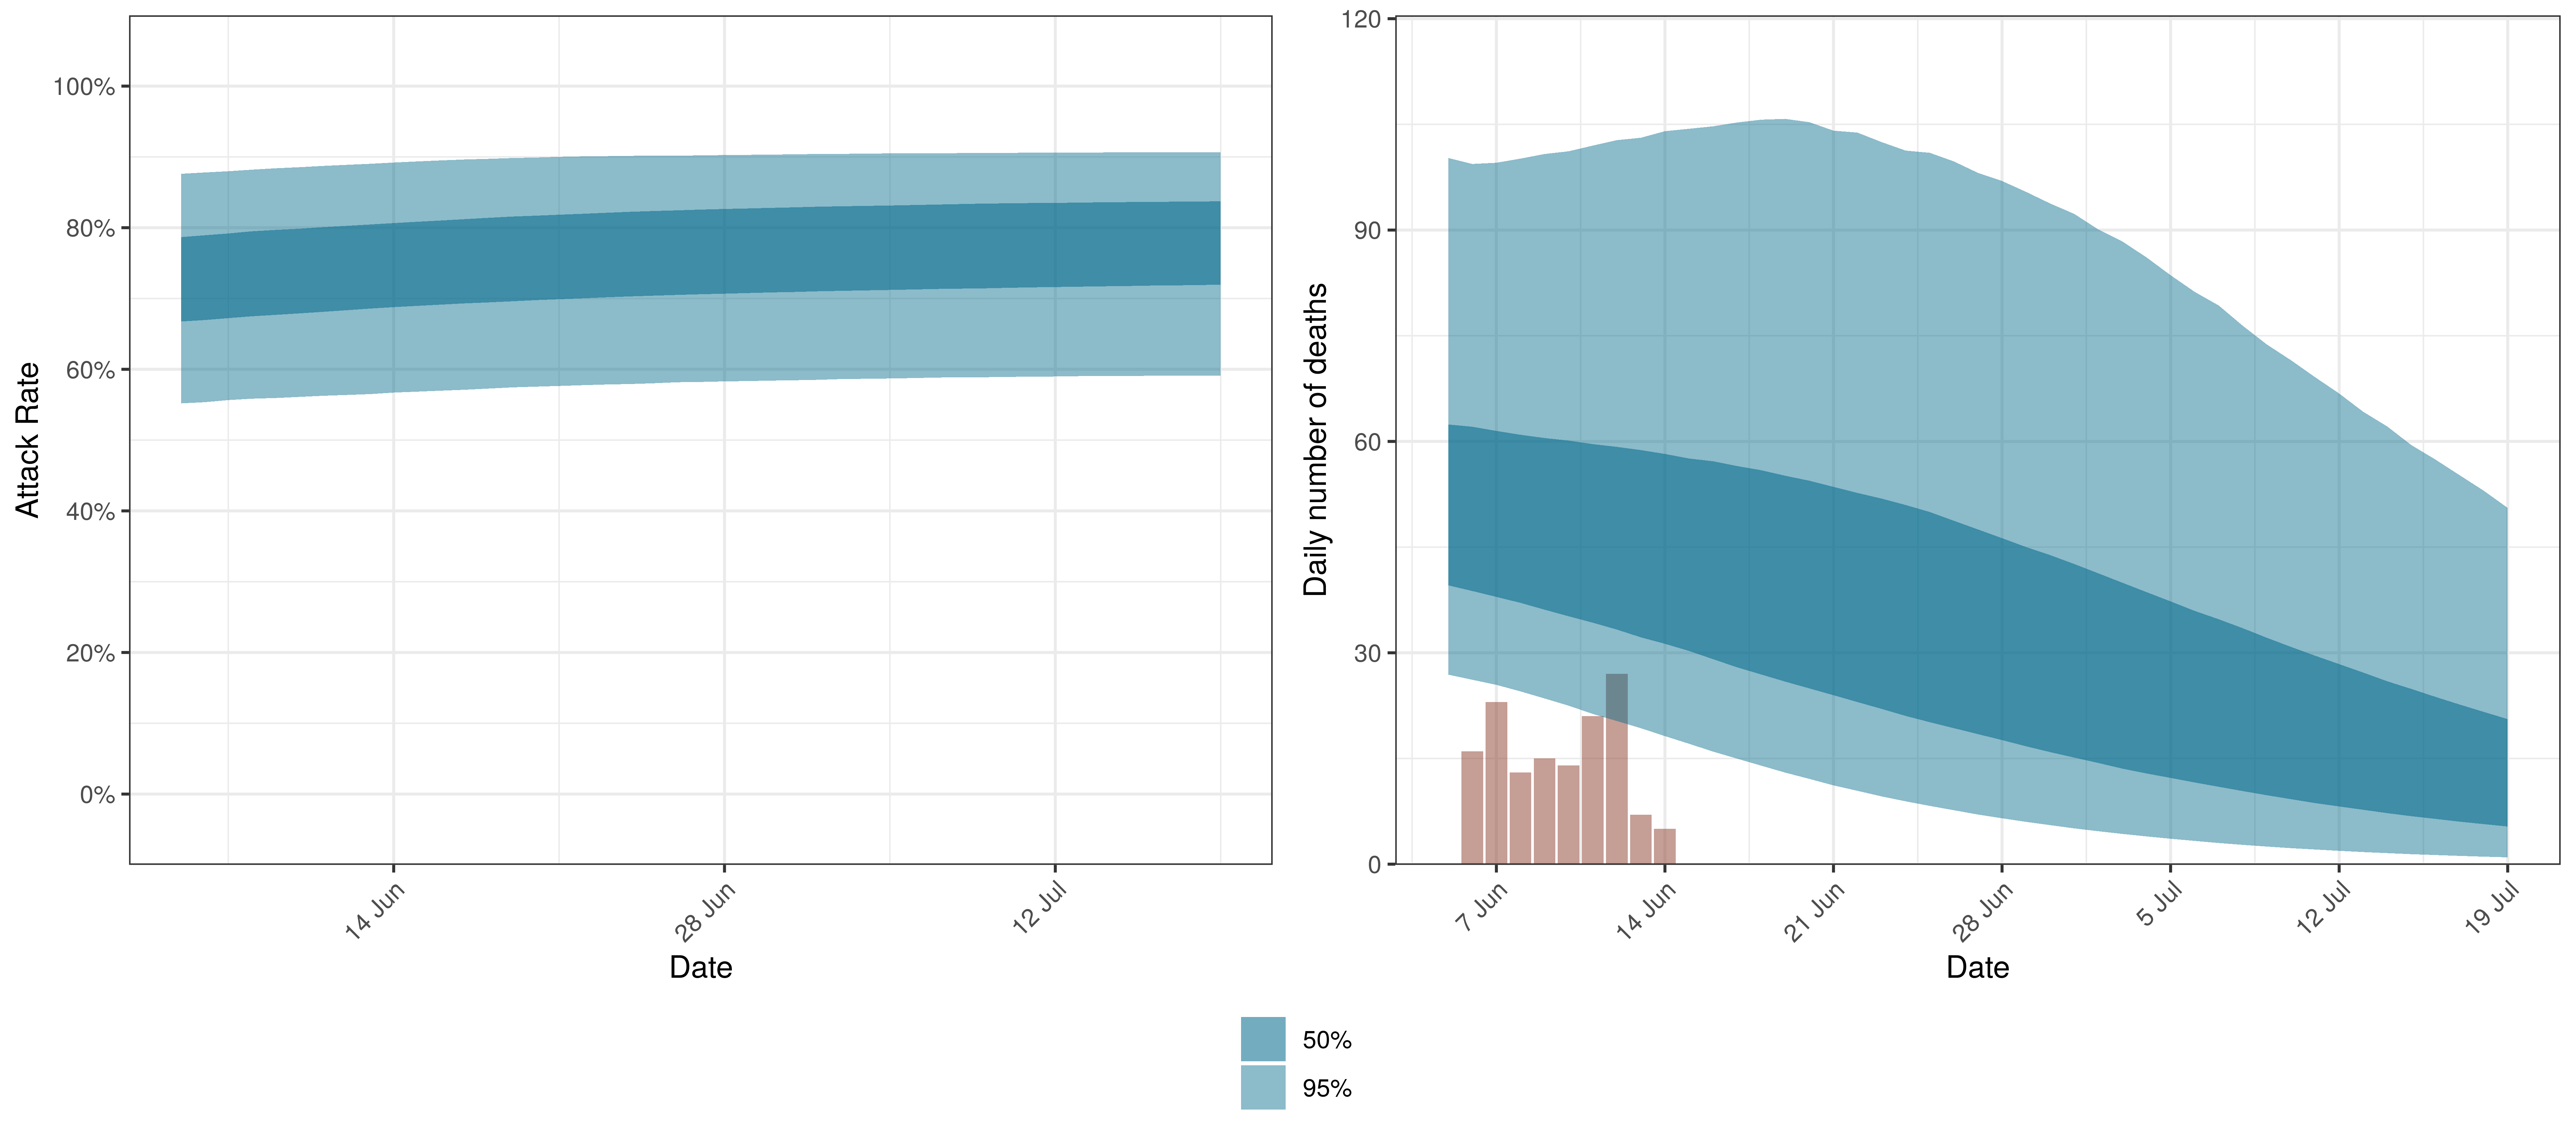 100%
80%
60%
40%
20%
0%
Attack Rate
14 Jun
28 Jun
12 Jul
Date
120
90
60
30
0
Daily number of deaths
7 Jun
14 Jun
21 Jun
28 Jun
5 Jul
12 Jul
19 Jul
Date
50%
95%